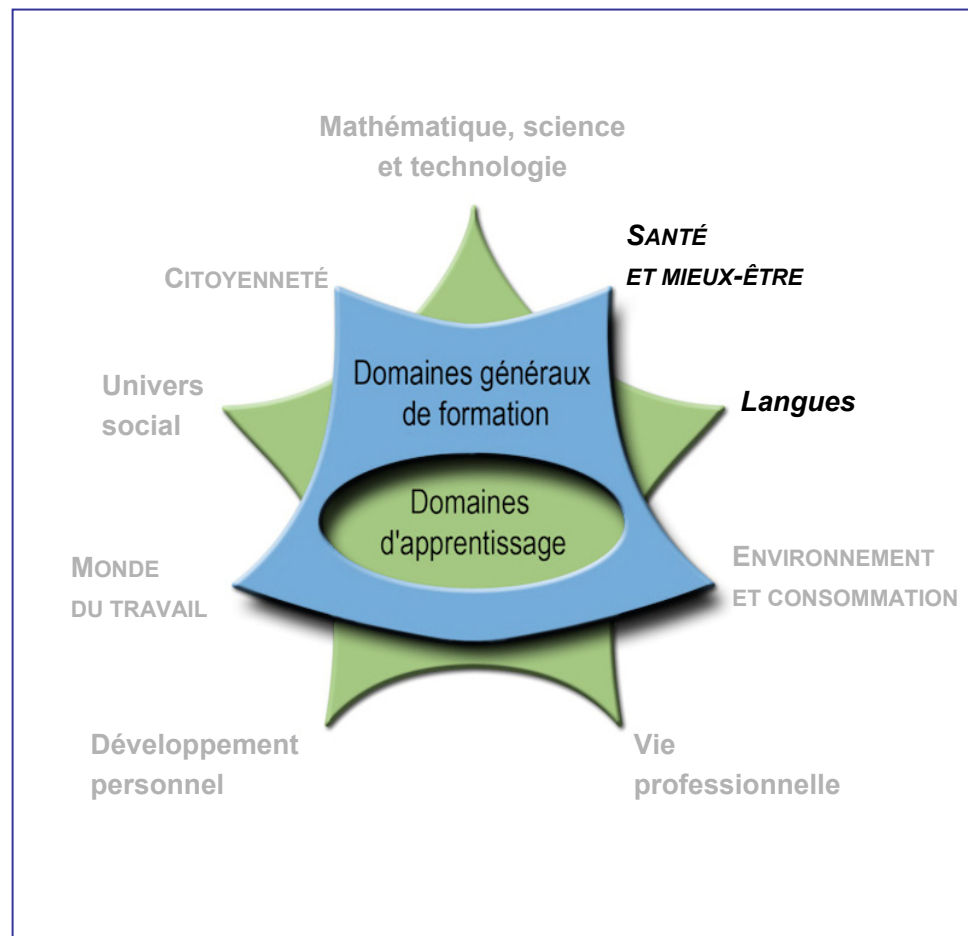 Mathématique, science
et technologie
SANTÉ
ET MIEUX-ÊTRE
CITOYENNETÉ
Domaines généraux
de formation
Univers
social
Langues
Domaines
d'apprentissage
MONDE
DU TRAVAIL
ENVIRONNEMENT
ET CONSOMMATION
Développement
personnel
Vie
professionnelle